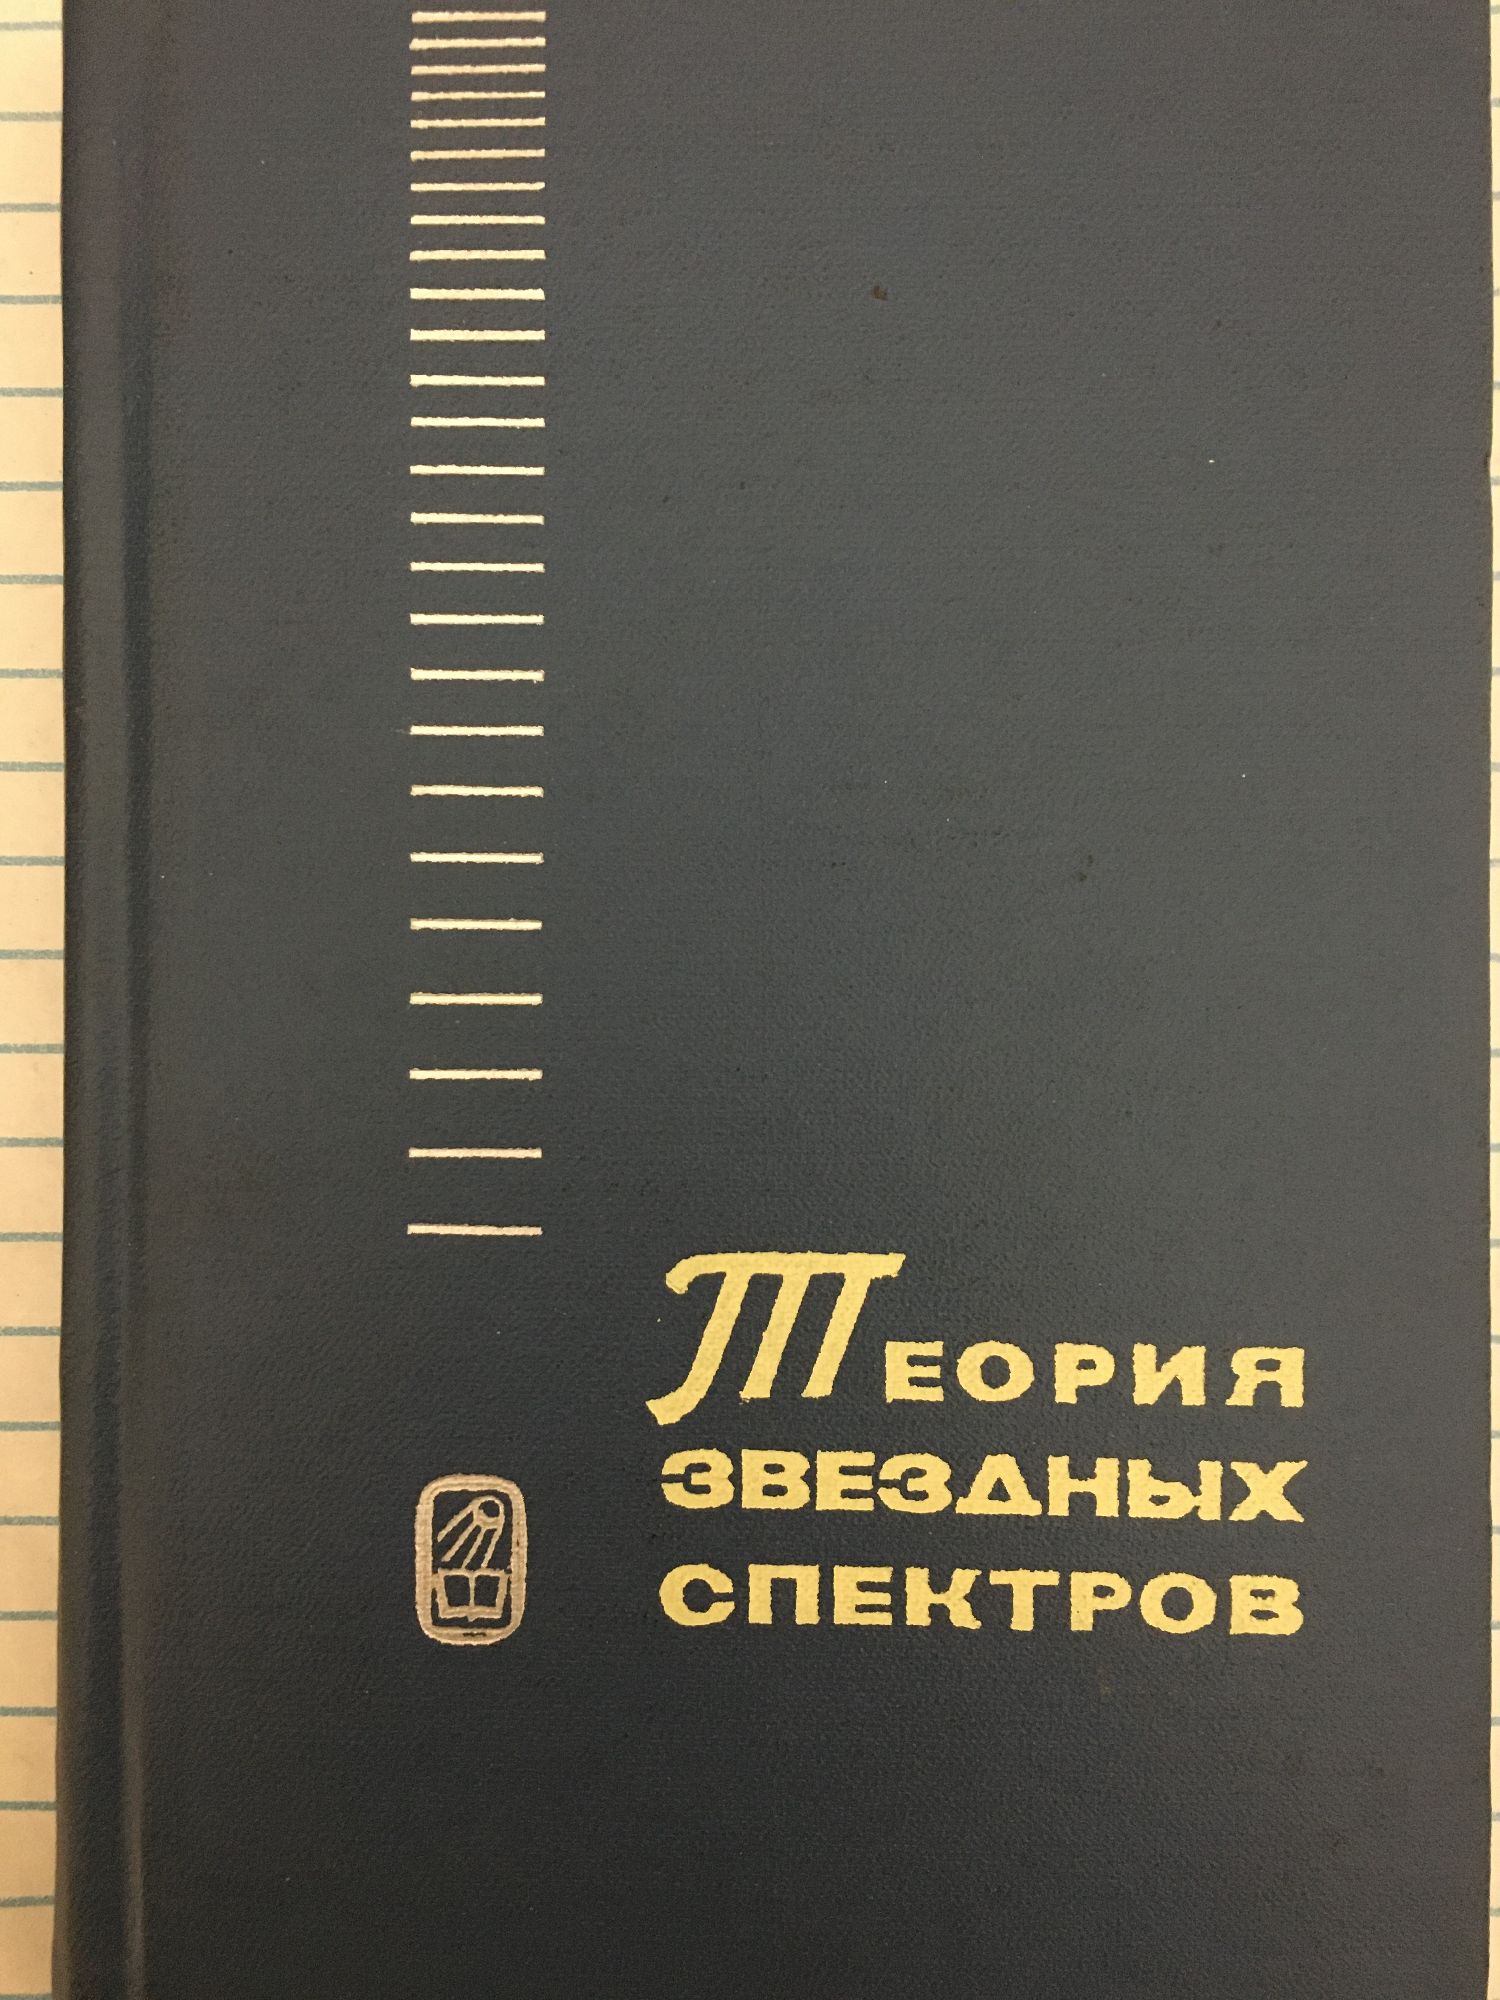 Теория
звездных
спектров